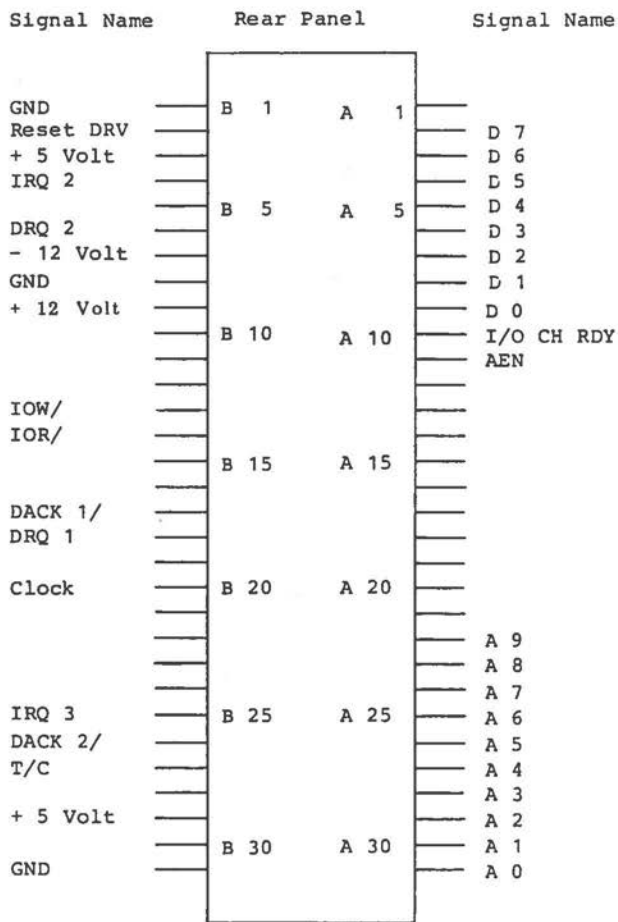 Signal Name Rear Panel Signal Name
GND B 1 A 1
Reset DRV D 7
+ 5 Volt D 6
IRQ 2 D 5
B 5 A 5 D 4
DRQ 2 D 3
- 12 Volt D 2
GND D 1
+ 12 Volt D 0
B 10 A 10 I/O CH RDY
AEN
IOW/
IOR/
B 15 A 15
DACK 1/
DRQ 1
Clock B 20 A 20
A 9
A 8
A 7
IRQ 3 B 25 A 25 A 6
DACK 2/ A 5
T/C A 4
A 3
+ 5 Volt A 2
B 30 A 30 A 1
GND A 0